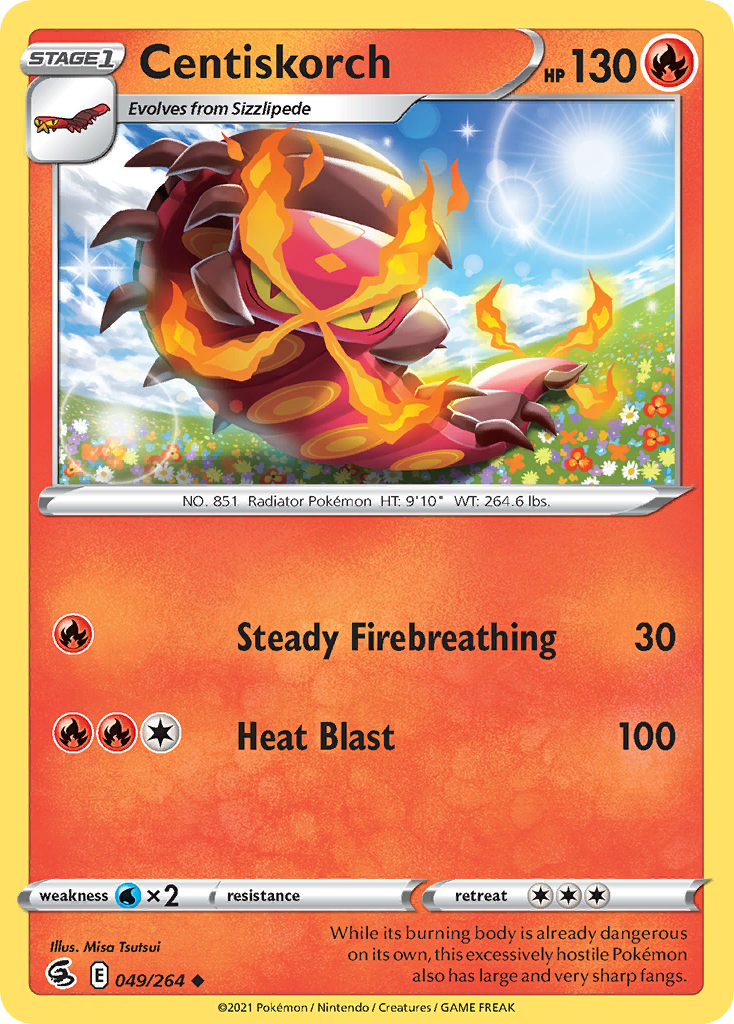 STAGE 1
Centiskorch
HP 130
Evolves from Sizzlipede
NO. 851 Radiator Pokémon HT: 9'10" WT: 264.6 lbs.
Steady Firebreathing 30
Heat Blast 100
weakness ×2 resistance retreat
Illus. Misa Tsutsui
While its burning body is already dangerous
on its own, this excessively hostile Pokémon
also has large and very sharp fangs.
E 049/264
©2021 Pokémon / Nintendo / Creatures / GAME FREAK